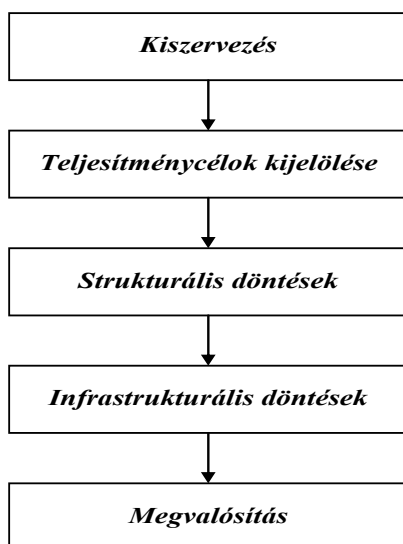 Kiszervezés
Teljesítménycélok kijelölése
Strukturális döntések
Infrastrukturális döntések
Megvalósítás